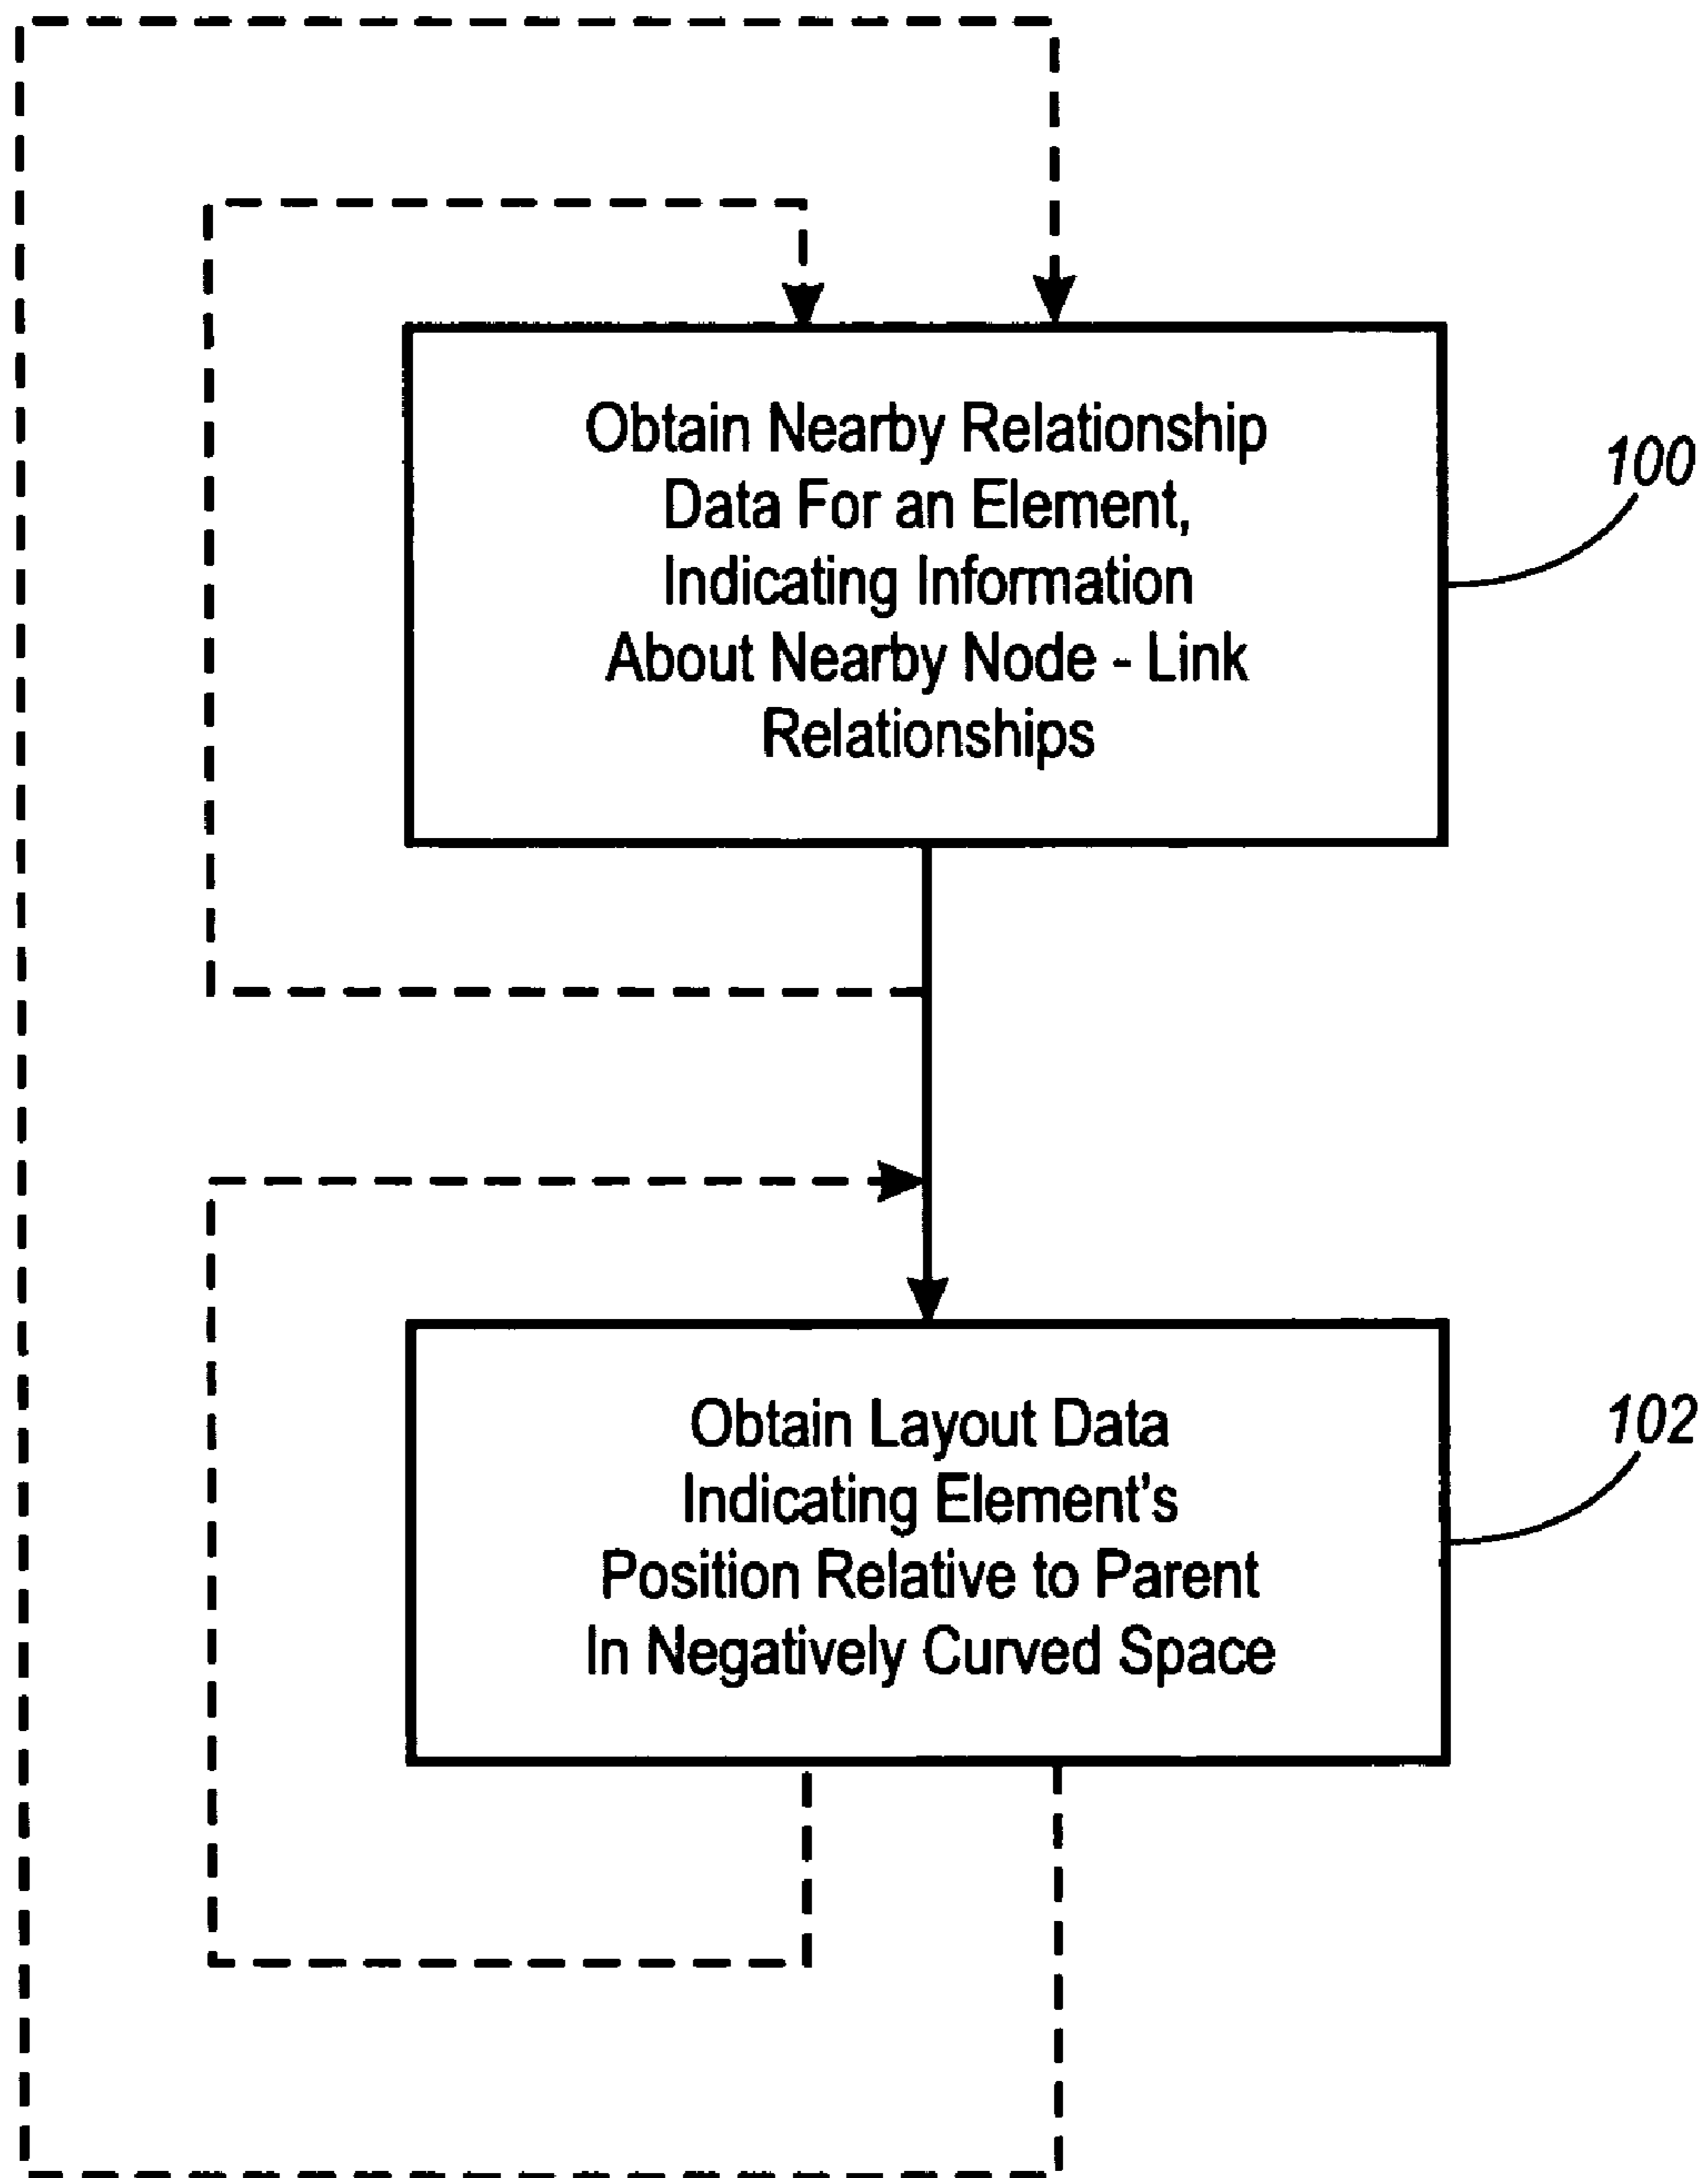 Obtain Nearby Relationship
Data For an Element,
Indicating Information
About Nearby Node - Link
Relationships
100
Obtain Layout Data
Indicating Element's
Position Relative to Parent
In Negatively Curved Space
102